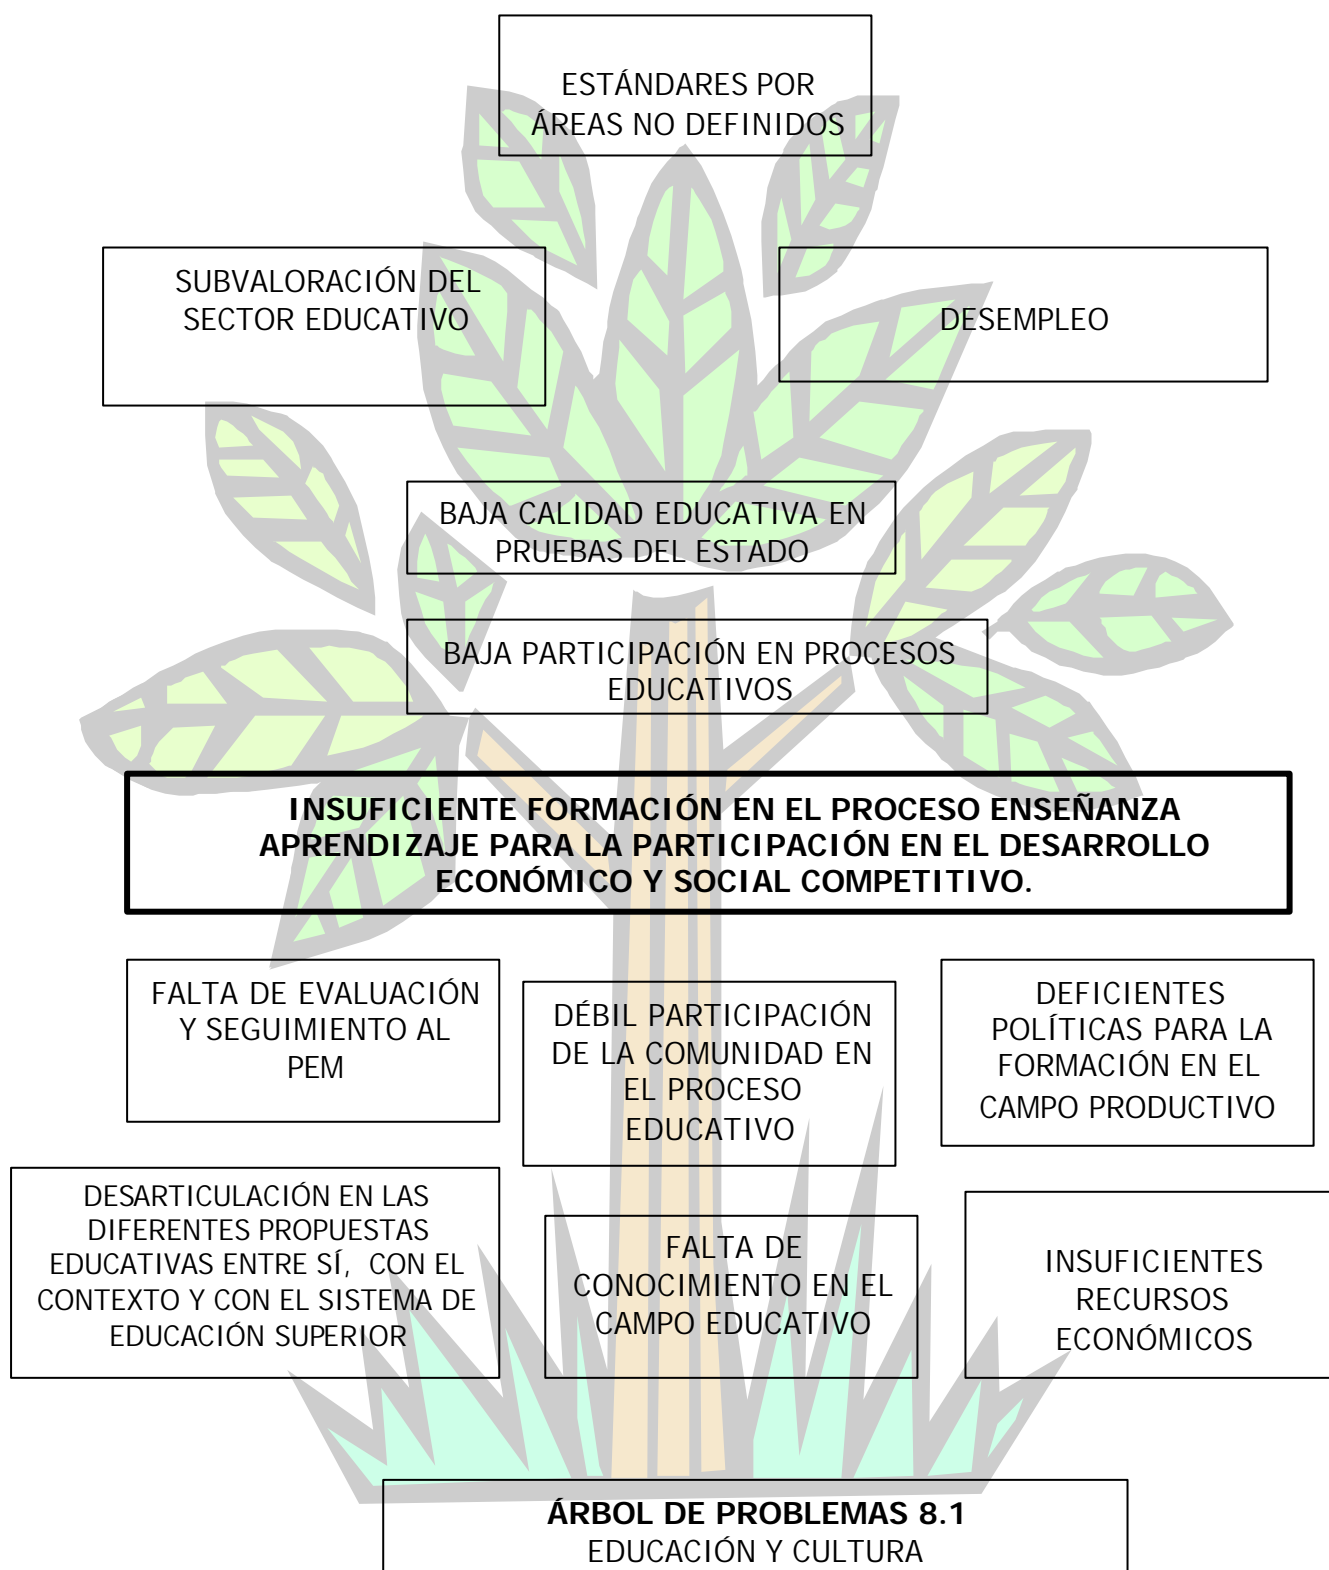 ESTÁNDARES POR
ÁREAS NO DEFINIDOS
SUBVALORACIÓN DEL
SECTOR EDUCATIVO
DESEMPLEO
BAJA CALIDAD EDUCATIVA EN
PRUEBAS DEL ESTADO
BAJA PARTICIPACIÓN EN PROCESOS
EDUCATIVOS
INSUFICIENTE FORMACIÓN EN EL PROCESO ENSEÑANZA
APRENDIZAJE PARA LA PARTICIPACIÓN EN EL DESARROLLO
ECONÓMICO Y SOCIAL COMPETITIVO.
FALTA DE EVALUACIÓN
Y SEGUIMIENTO AL
PEM
DÉBIL PARTICIPACIÓN
DE LA COMUNIDAD EN
EL PROCESO
EDUCATIVO
DEFICIENTES
POLÍTICAS PARA LA
FORMACIÓN EN EL
CAMPO PRODUCTIVO
DESARTICULACIÓN EN LAS
DIFERENTES PROPUESTAS
EDUCATIVAS ENTRE SÍ, CON EL
CONTEXTO Y CON EL SISTEMA DE
EDUCACIÓN SUPERIOR
FALTA DE
CONOCIMIENTO EN EL
CAMPO EDUCATIVO
INSUFICIENTES
RECURSOS
ECONÓMICOS
ÁRBOL DE PROBLEMAS 8.1
EDUCACIÓN Y CULTURA